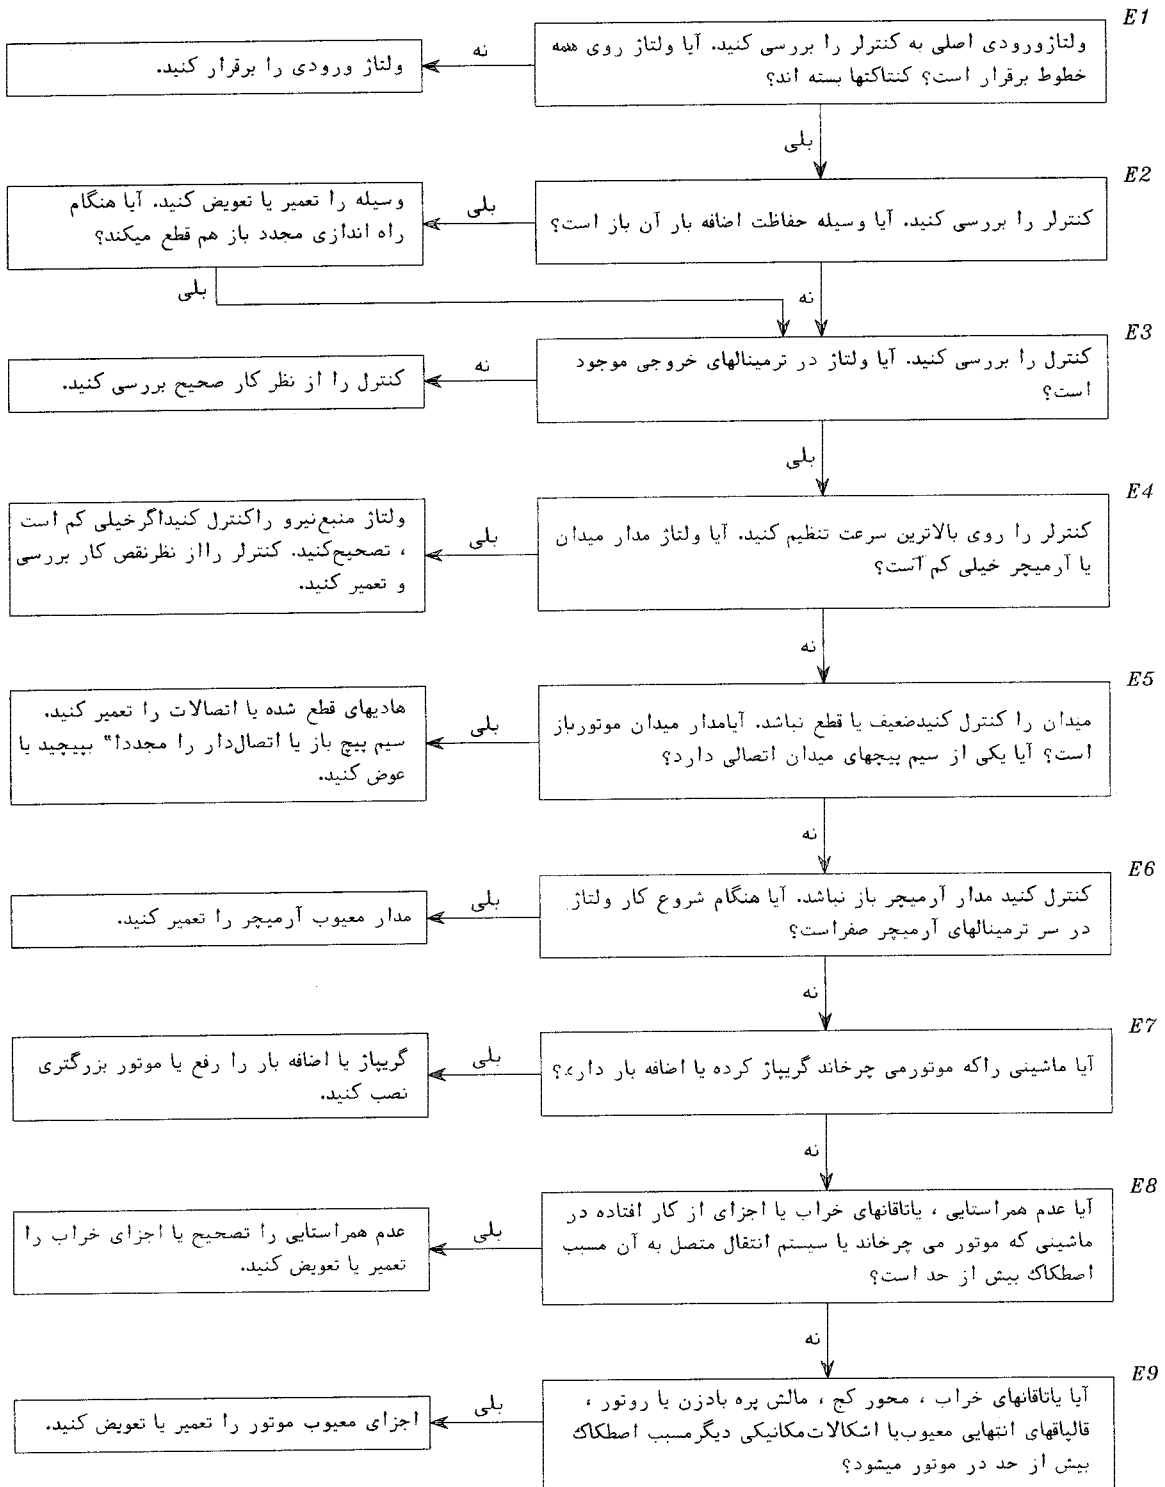 E1
ولتاژورودی اصلی به کنترلر را بررسی کنید. آیا ولتاژ روی همه
خطوط برقرار است؟ کنتاکتها بسته اند؟
نه
ولتاژ ورودی را برقرار کنید.
بلی
E2
کنترلر را بررسی کنید. آیا وسیله حفاظت اضافه بار آن باز است؟
بلی
وسیله را تعمیر یا تعویض کنید. آیا هنگام
راه اندازی مجدد باز هم قطع میکند؟
بلی
نه
E3
کنترل را بررسی کنید. آیا ولتاژ در ترمینالهای خروجی موجود
است؟
نه
کنترل را از نظر کار صحیح بررسی کنید.
بلی
E4
کنترلر را روی بالاترین سرعت تنظیم کنید. آیا ولتاژ مدار میدان
یا آرمیچر خیلی کم است؟
بلی
ولتاژ منبع‌نیرو راکنترل کنیداگرخیلی کم است
، تصحیح‌کنید. کنترلر رااز نظرنقص کار بررسی
و تعمیر کنید.
نه
E5
میدان را کنترل کنیدضعیف یا قطع نباشد. آیامدار میدان موتورباز
است؟ آیا یکی از سیم پیچهای میدان اتصالی دارد؟
بلی
هادیهای قطع شده یا اتصالات را تعمیر کنید.
سیم پیچ باز یا اتصال‌دار را مجددا" بپیچید یا
عوض کنید.
نه
E6
کنترل کنید مدار آرمیچر باز نباشد. آیا هنگام شروع کار ولتاژ
در سر ترمینالهای آرمیچر صفراست؟
بلی
مدار معیوب آرمیچر را تعمیر کنید.
نه
E7
آیا ماشینی راکه موتورمی چرخاند گریپاژ کرده یا اضافه بار دارد؟
بلی
گریپاژ یا اضافه بار را رفع یا موتور بزرگتری
نصب کنید.
نه
E8
آیا عدم همراستایی ، یاتاقانهای خراب یا اجزای از کار افتاده در
ماشینی که موتور می چرخاند یا سیستم انتقال متصل به آن مسبب
اصطکاک بیش از حد است؟
بلی
عدم همراستایی را تصحیح یا اجزای خراب را
تعمیر یا تعویض کنید.
نه
E9
آیا یاتاقانهای خراب ، محور کج ، مالش پره بادزن یا روتور ،
قالپاقهای انتهایی معیوب‌یا اشکالات‌مکانیکی دیگرمسبب اصطکاک
بیش از حد در موتور میشود؟
بلی
اجزای معیوب موتور را تعمیر یا تعویض کنید.